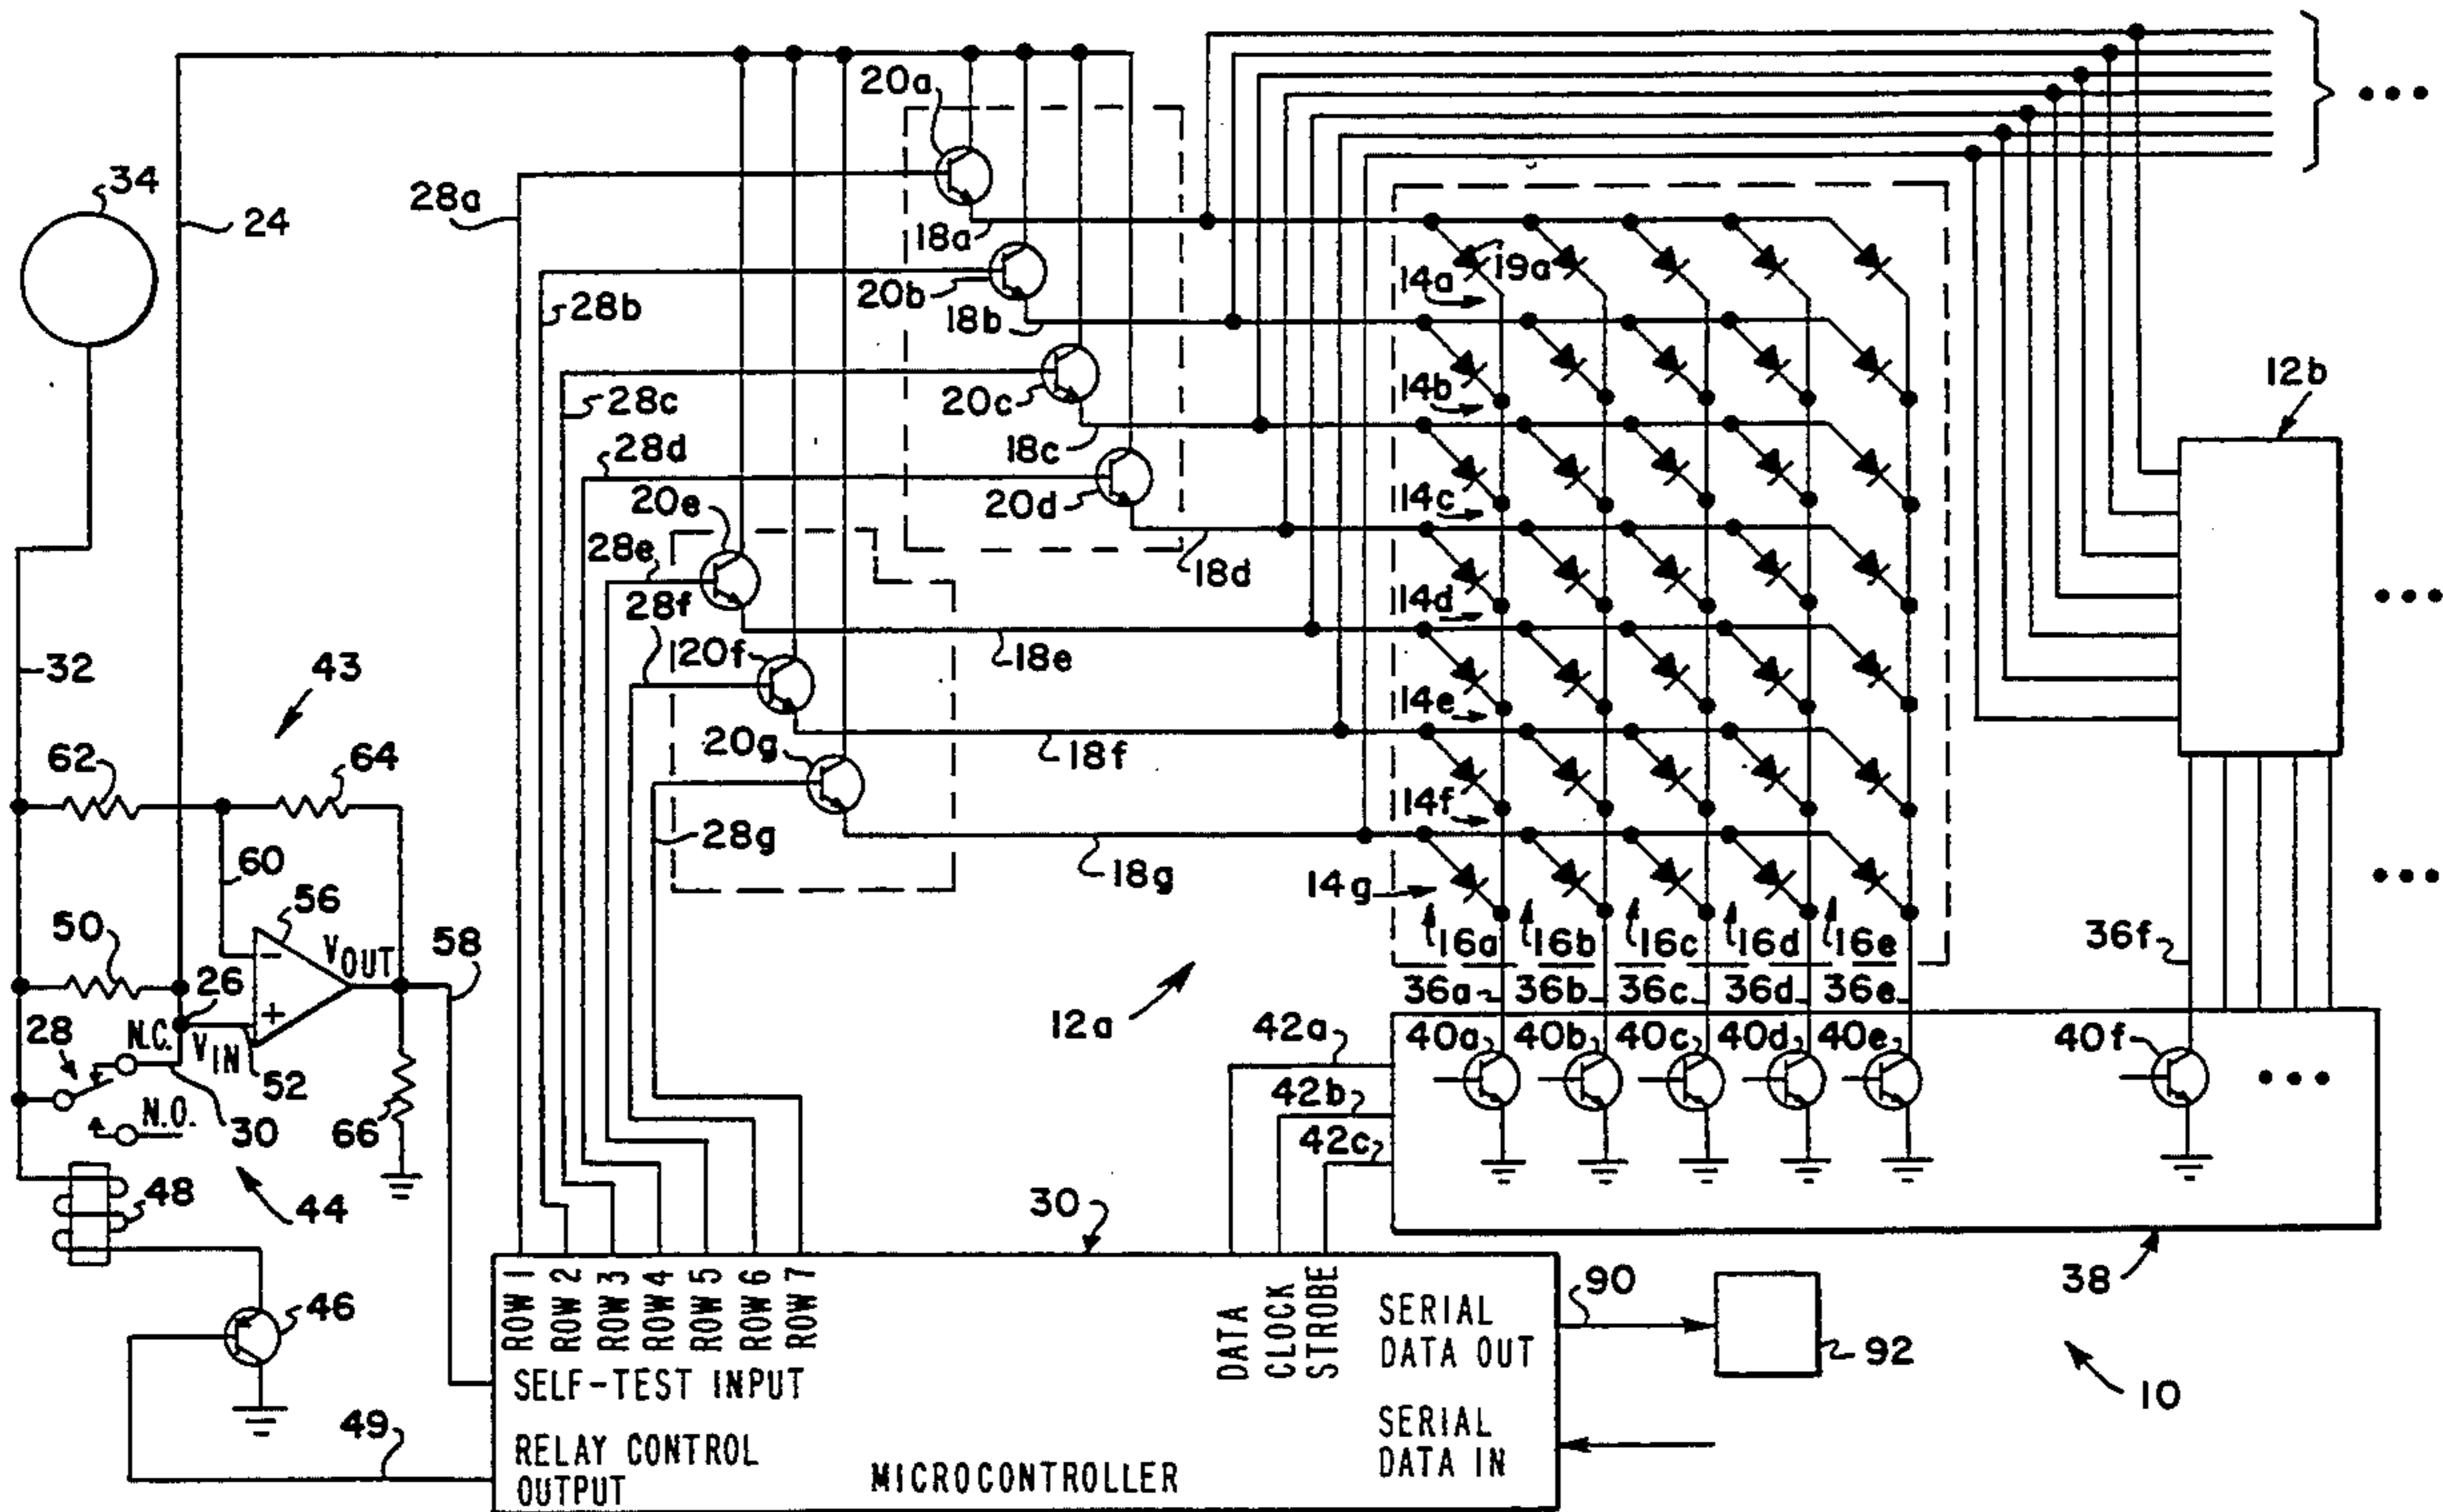 20a
34
28a
24
18a
19a
14a
20b
28b
18b
12b
28c
20c
14b
28d
18c
20e
20d
14c
28e
18d
28f
14d
32
43
20f
18e
14e
62
64
20g
18f
14f
28g
60
18g
14g
56
50
VOUT
58
16a
16b
16c
16d
16e
36f
26
−
+
36a
36b
36c
36d
36e
28
N.C.
VIN
52
12a
42a
40a
40b
40c
40d
40e
40f
42b
N.O.
30
66
42c
48
44
30
38
ROW 1
ROW 2
ROW 3
ROW 4
ROW 5
ROW 6
ROW 7
DATA
CLOCK
STROBE
SERIAL
DATA OUT
90
92
46
SELF-TEST INPUT
10
49
RELAY CONTROL
OUTPUT
MICROCONTROLLER
SERIAL
DATA IN